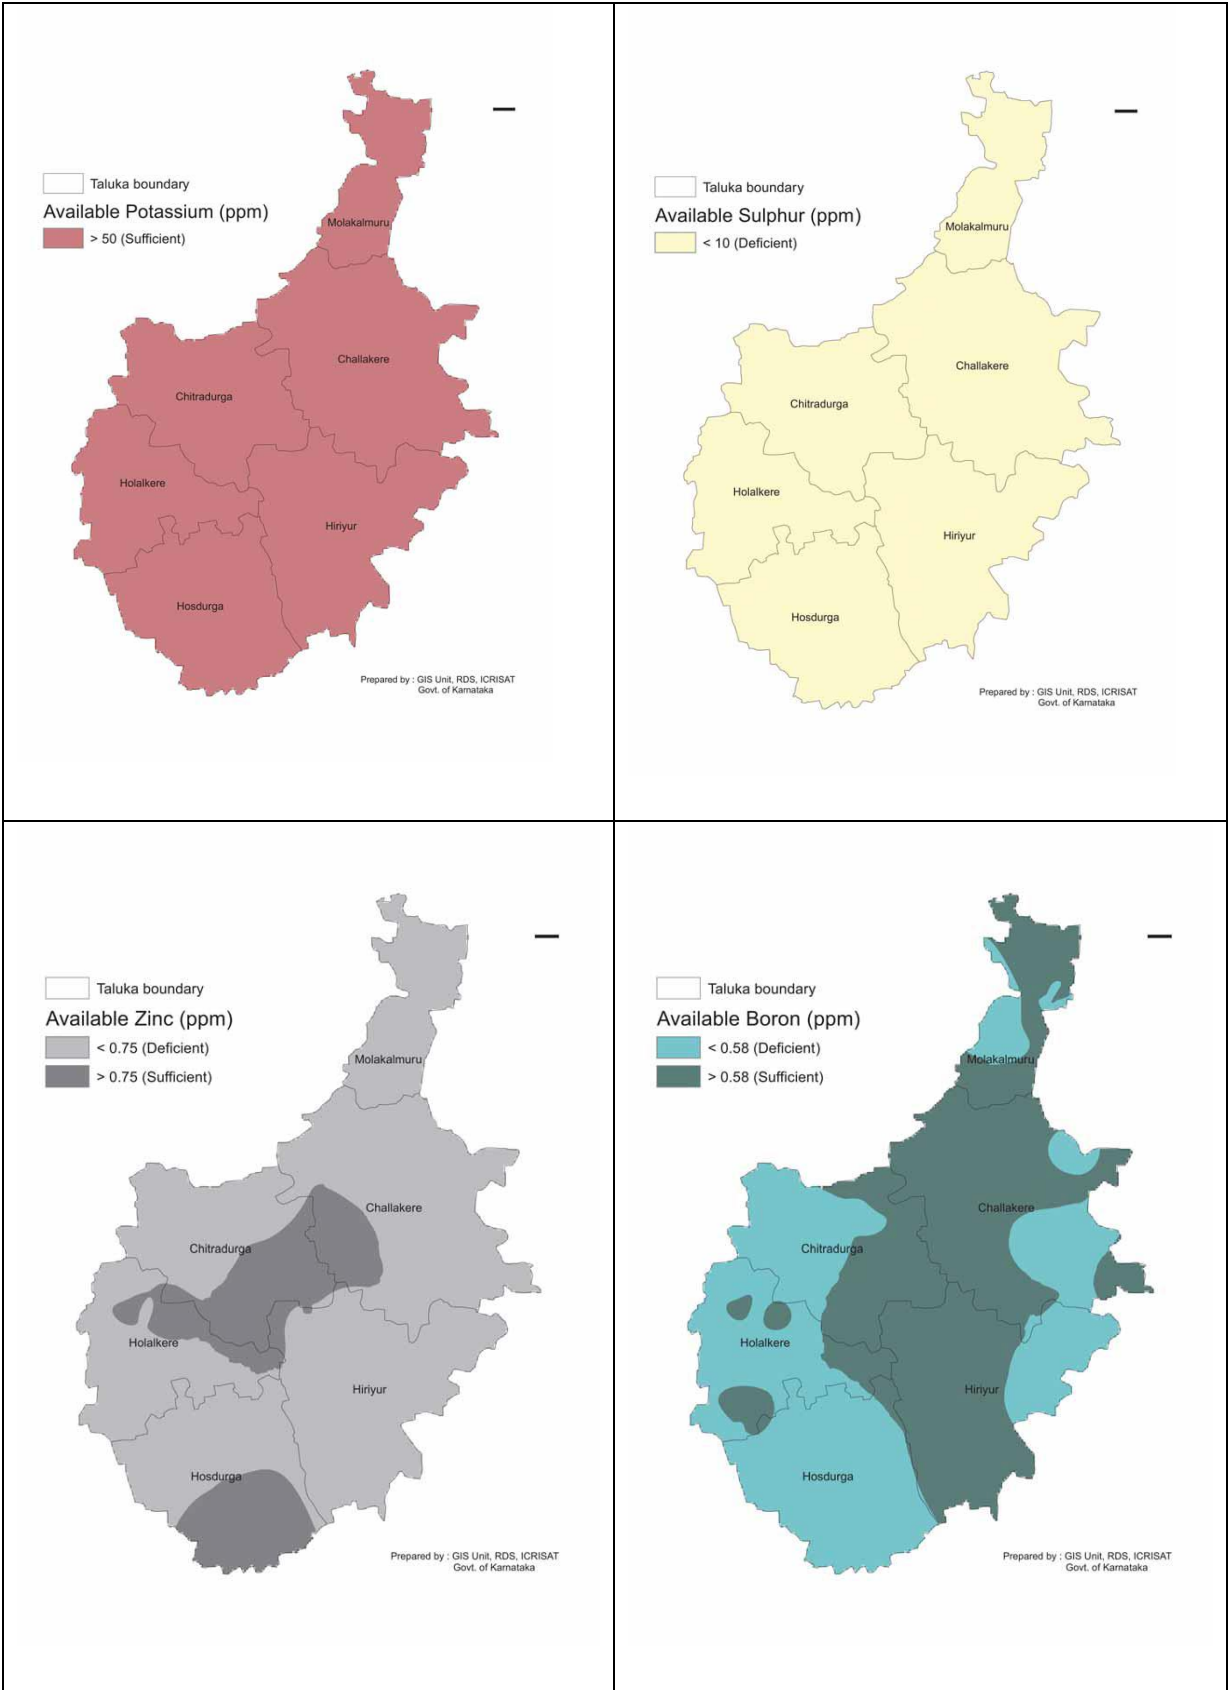 Taluka boundary
Available Potassium (ppm)
> 50 (Sufficient)
Molakalmuru
Challakere
Chitradurga
Holalkere
Hiriyur
Hosdurga
Prepared by : GIS Unit, RDS, ICRISAT
Govt. of Karnataka
Taluka boundary
Available Sulphur (ppm)
< 10 (Deficient)
Molakalmuru
Challakere
Chitradurga
Holalkere
Hiriyur
Hosdurga
Prepared by : GIS Unit, RDS, ICRISAT
Govt. of Karnataka
Taluka boundary
Available Zinc (ppm)
< 0.75 (Deficient)
> 0.75 (Sufficient)
Molakalmuru
Challakere
Chitradurga
Holalkere
Hiriyur
Hosdurga
Prepared by : GIS Unit, RDS, ICRISAT
Govt. of Karnataka
Taluka boundary
Available Boron (ppm)
< 0.58 (Deficient)
> 0.58 (Sufficient)
Molakalmuru
Challakere
Chitradurga
Holalkere
Hiriyur
Hosdurga
Prepared by : GIS Unit, RDS, ICRISAT
Govt. of Karnataka